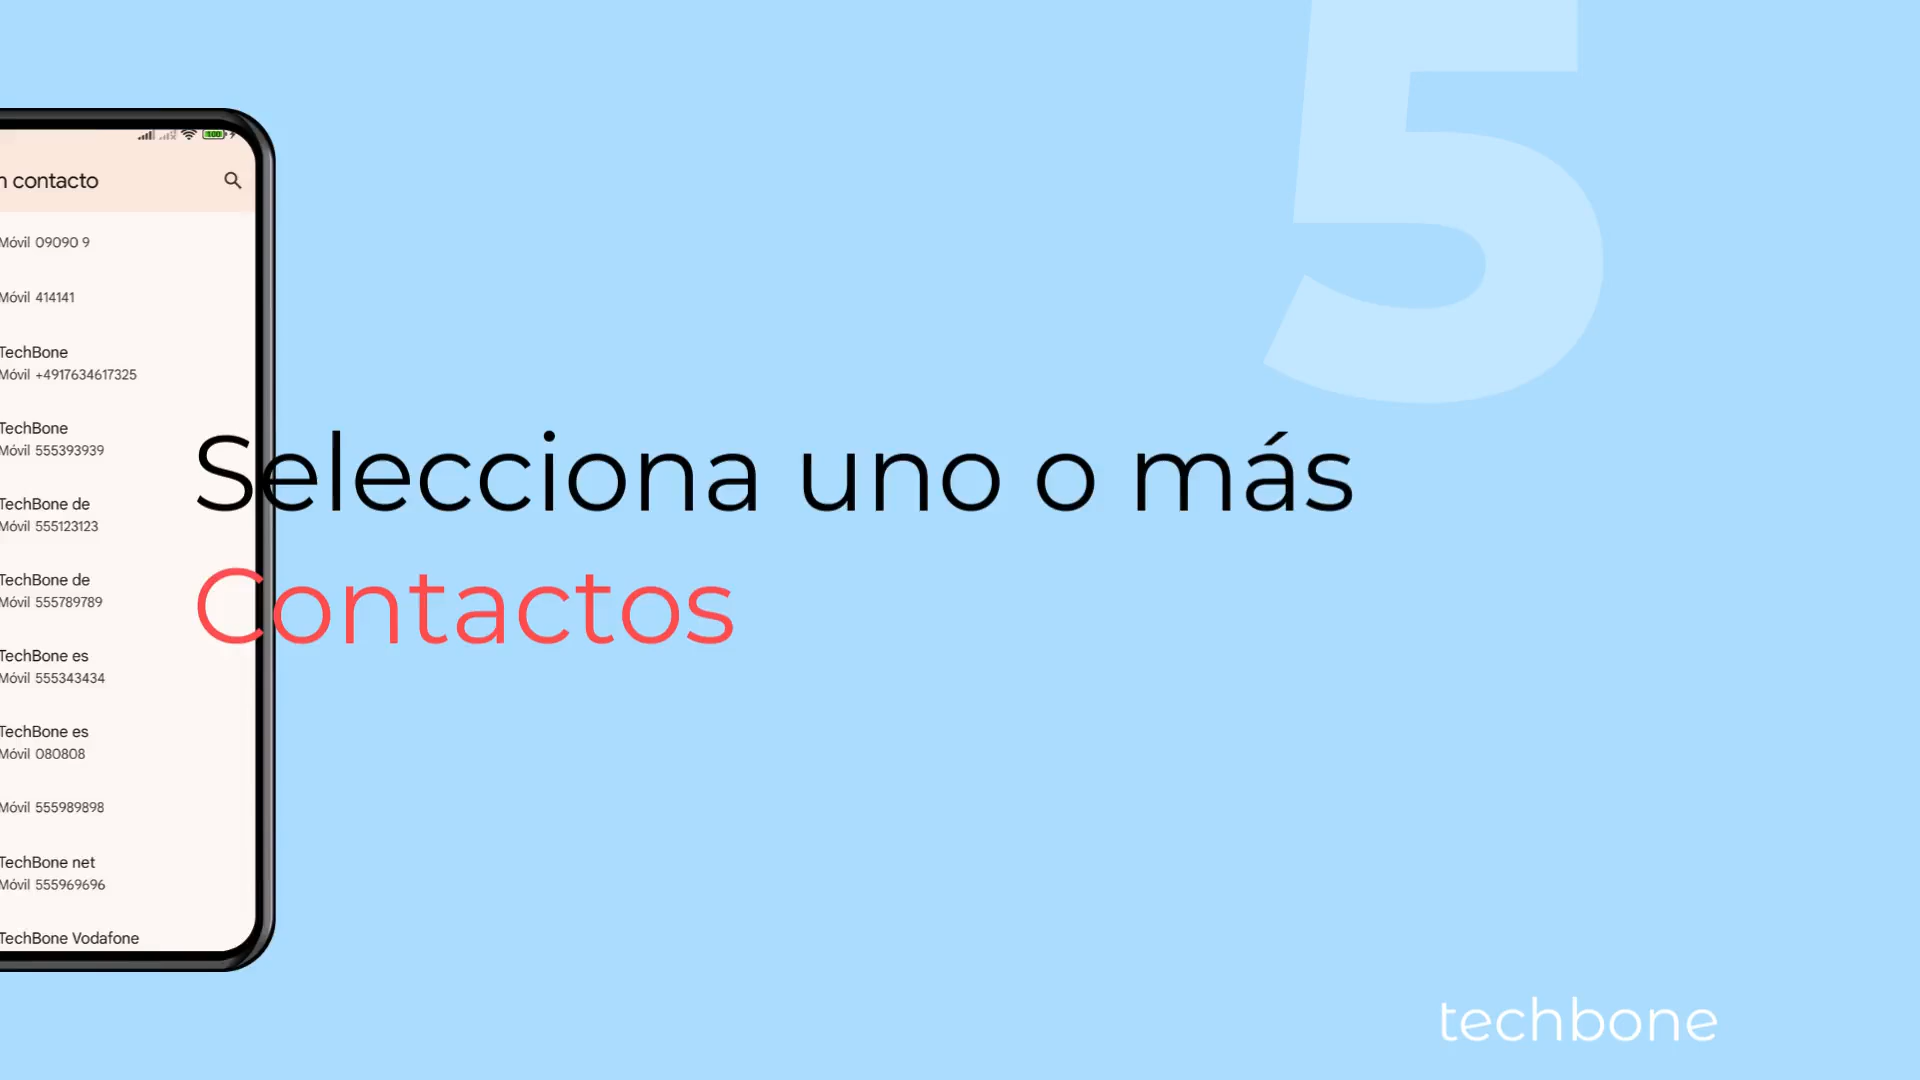 5
100
contacto
Móvil 09090 9
Móvil 414141
TechBone
Móvil +4917634617325
TechBone
Móvil 555393939
TechBone de
Móvil 555123123
TechBone de
Móvil 555789789
TechBone es
Móvil 555343434
TechBone es
Móvil 080808
Móvil 555989898
TechBone net
Móvil 555969696
TechBone Vodafone
Selecciona uno o más
Contactos
techbone